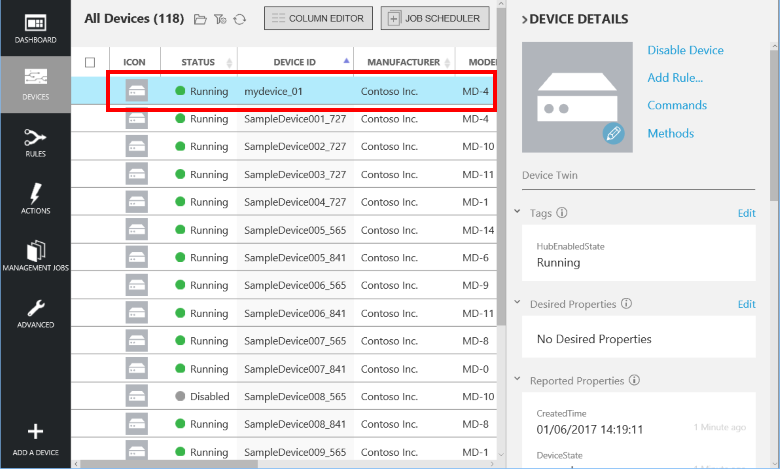 DASHBOARD
DEVICES
RULES
ACTIONS
MANAGEMENT JOBS
ADVANCED
ADD A DEVICE
All Devices (118)
COLUMN EDITOR
JOB SCHEDULER
ICON STATUS DEVICE ID MANUFACTURER MODE
Running mydevice_01 Contoso Inc. MD-4
Running SampleDevice001_727 Contoso Inc. MD-4
Running SampleDevice002_727 Contoso Inc. MD-10
Running SampleDevice003_727 Contoso Inc. MD-11
Running SampleDevice004_727 Contoso Inc. MD-1
Running SampleDevice005_565 Contoso Inc. MD-14
Running SampleDevice005_841 Contoso Inc. MD-6
Running SampleDevice006_565 Contoso Inc. MD-9
Running SampleDevice006_841 Contoso Inc. MD-11
Running SampleDevice007_565 Contoso Inc. MD-8
Running SampleDevice007_841 Contoso Inc. MD-0
Disabled SampleDevice008_565 Contoso Inc. MD-10
Running SampleDevice008_841 Contoso Inc. MD-8
Running SampleDevice009_565 Contoso Inc. MD-1
DEVICE DETAILS
Disable Device
Add Rule...
Commands
Methods
Device Twin
Tags Edit
HubEnabledState
Running
Desired Properties Edit
No Desired Properties
Reported Properties
CreatedTime
01/06/2017 14:19:11 1 Minute ago
DeviceState